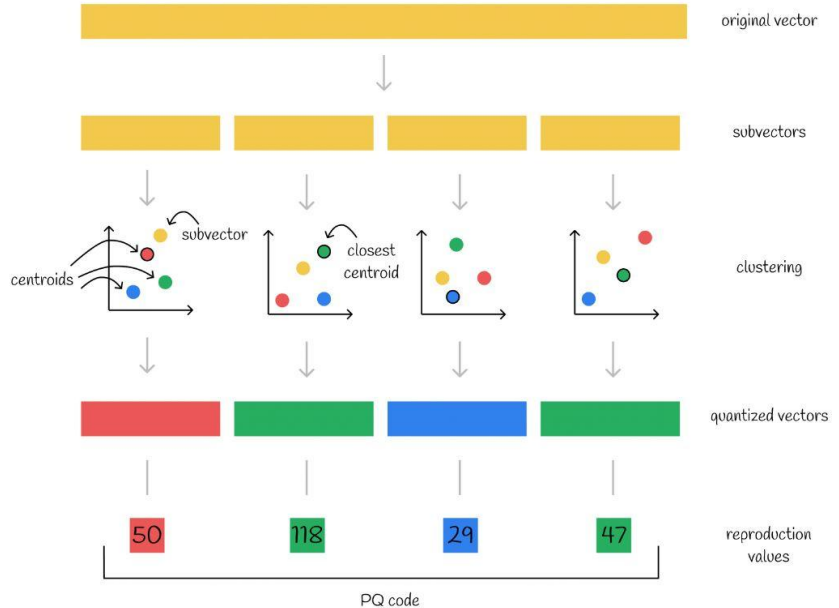 original vector
subvectors
subvector
centroids
closest
centroid
clustering
quantized vectors
50
118
29
47
reproduction
values
PQ code